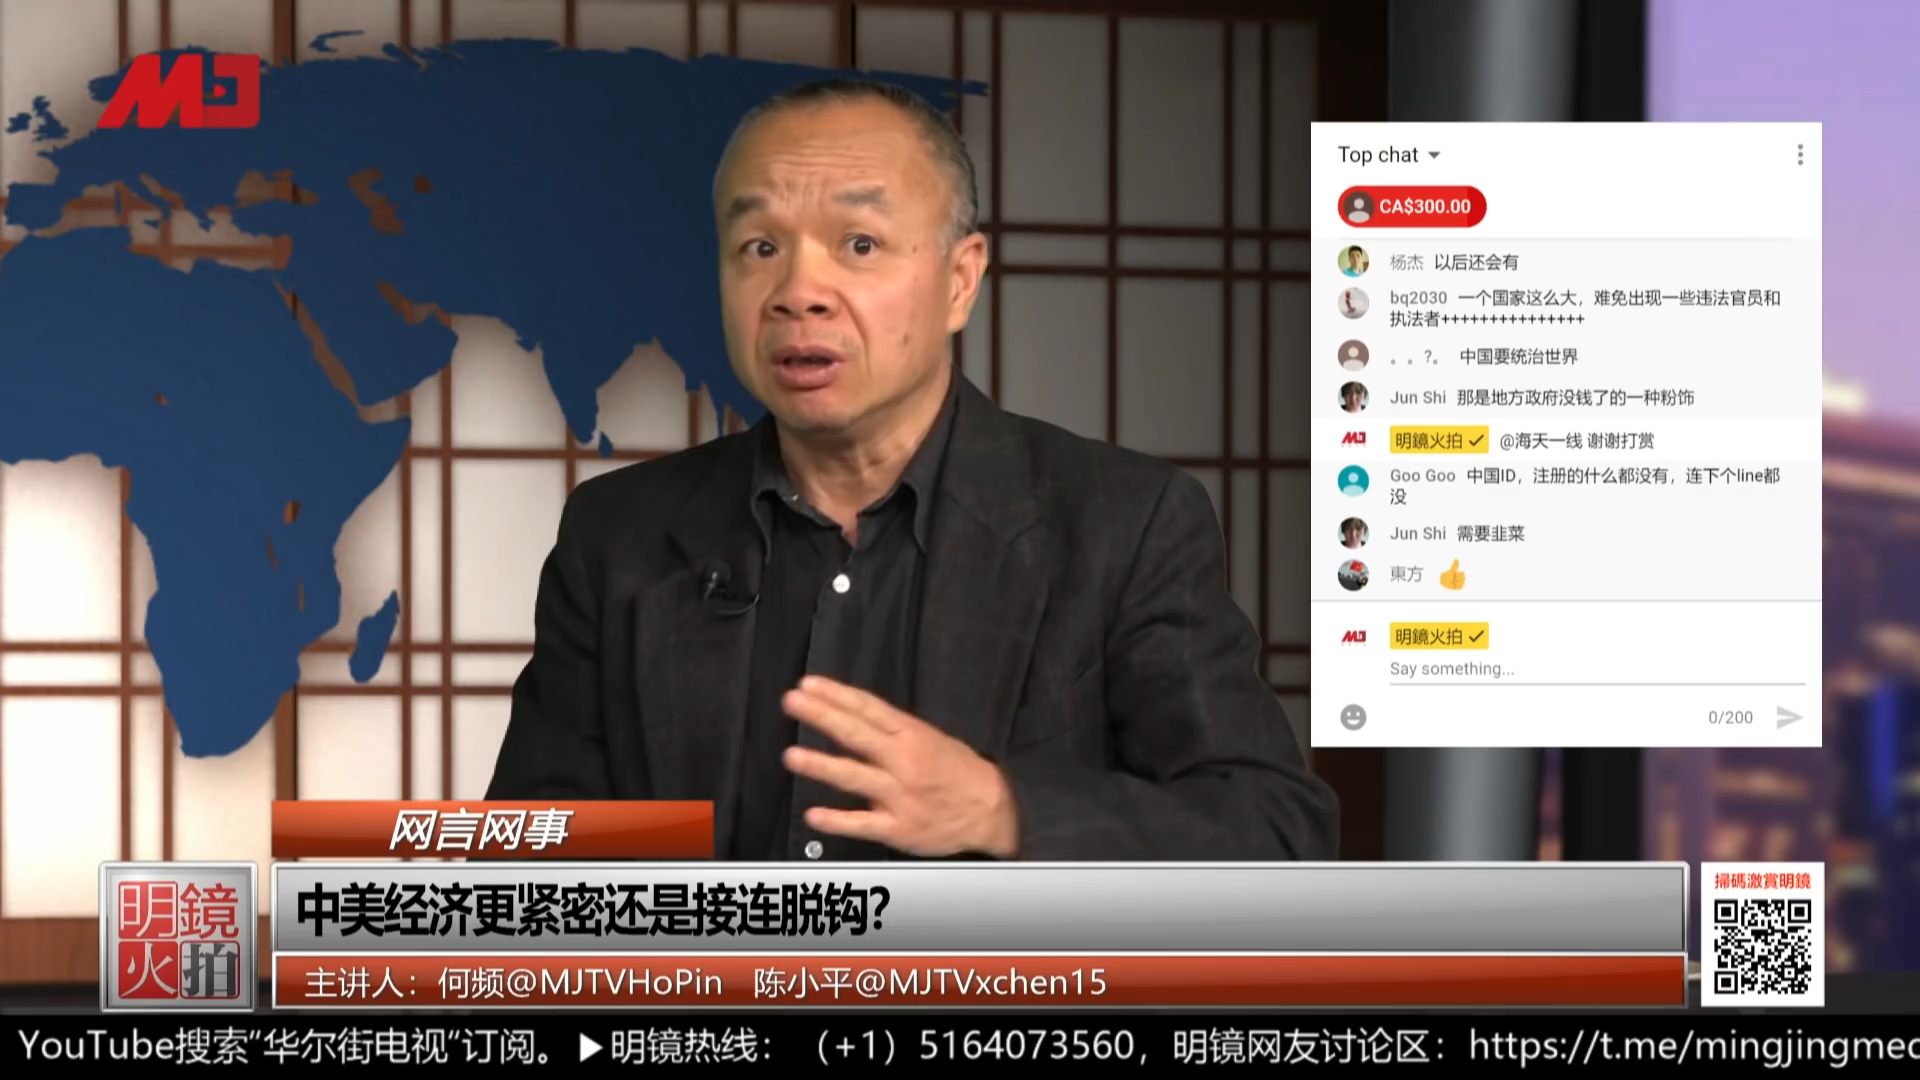 MJ
Top chat
CA$300.00
杨杰 以后还会有
bq2030 一个国家这么大，难免出现一些违法官员和
执法者+++++++++++++++
。。?。 中国要统治世界
Jun Shi 那是地方政府没钱了的一种粉饰
MJ 明鏡火拍 @海天一线 谢谢打赏
Goo Goo 中国ID，注册的什么都没有，连下个line都
没
Jun Shi 需要韭菜
東方
MJ 明鏡火拍
Say something...
0/200
网言网事
明鏡
火拍
中美经济更紧密还是接连脱钩?
主讲人：何频@MJTVHoPin 陈小平@MJTVxchen15
掃碼激賞明鏡
YouTube搜索“华尔街电视“订阅。▶明镜热线：（+1）5164073560，明镜网友讨论区：https://t.me/mingjingmed